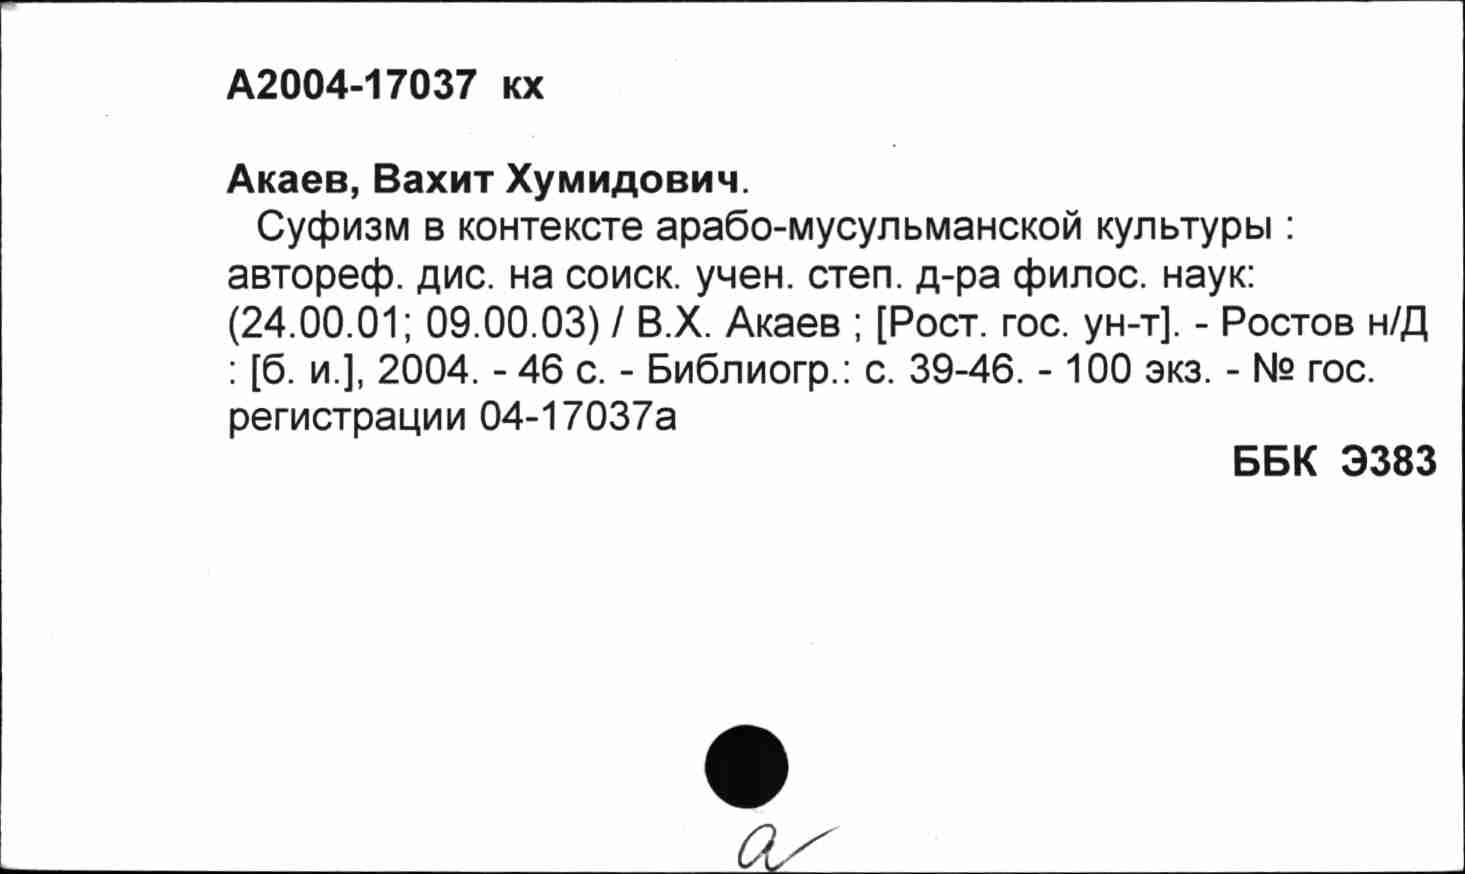 А2004-17037 кх
Акаев, Вахит Хумидович.
Суфизм в контексте арабо-мусульманской культуры :
автореф. дис. на соиск. учен. степ. д-ра филос. наук:
(24.00.01; 09.00.03) / В.Х. Акаев ; [Рост. гос. ун-т]. - Ростов н/Д
: [б. и.], 2004. - 46 с. - Библиогр.: с. 39-46. - 100 экз. - № гос.
регистрации 04-17037а
ББК Э383
а